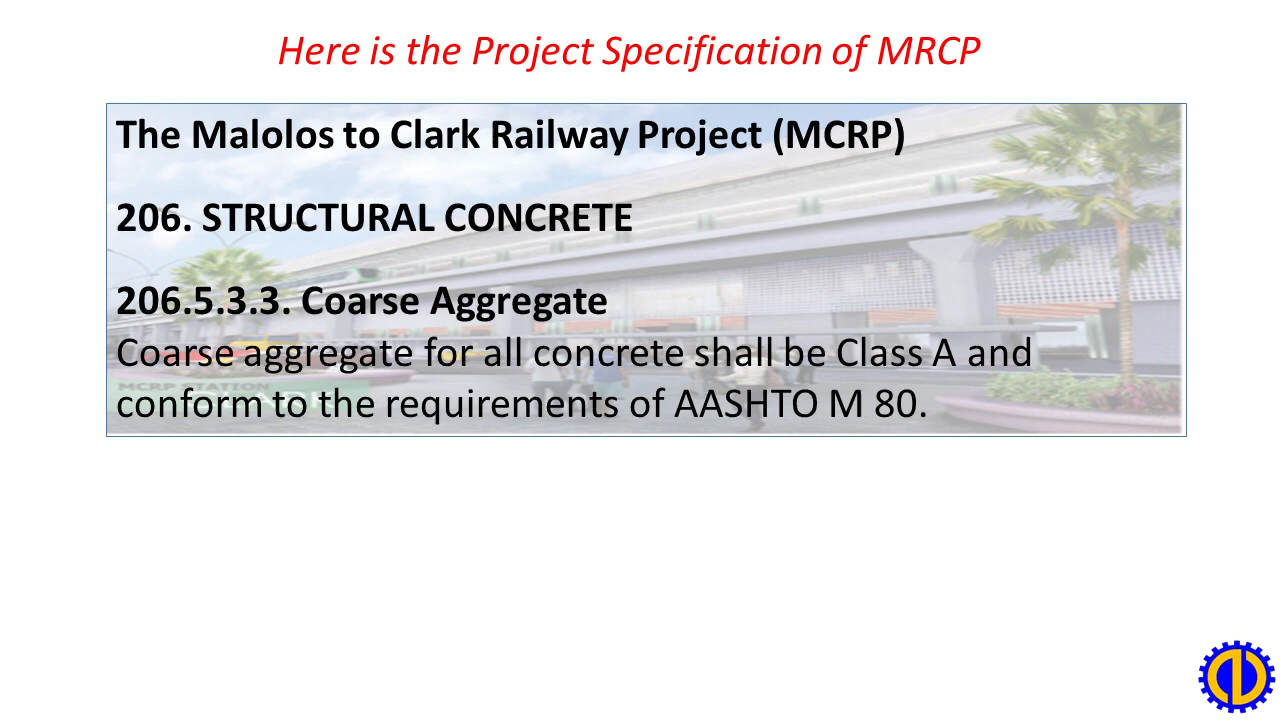 Here is the Project Specification of MRCP
The Malolos to Clark Railway Project (MCRP)
206. STRUCTURAL CONCRETE
206.5.3.3. Coarse Aggregate
Coarse aggregate for all concrete shall be Class A and
conform to the requirements of AASHTO M 80.
MCRP STATION